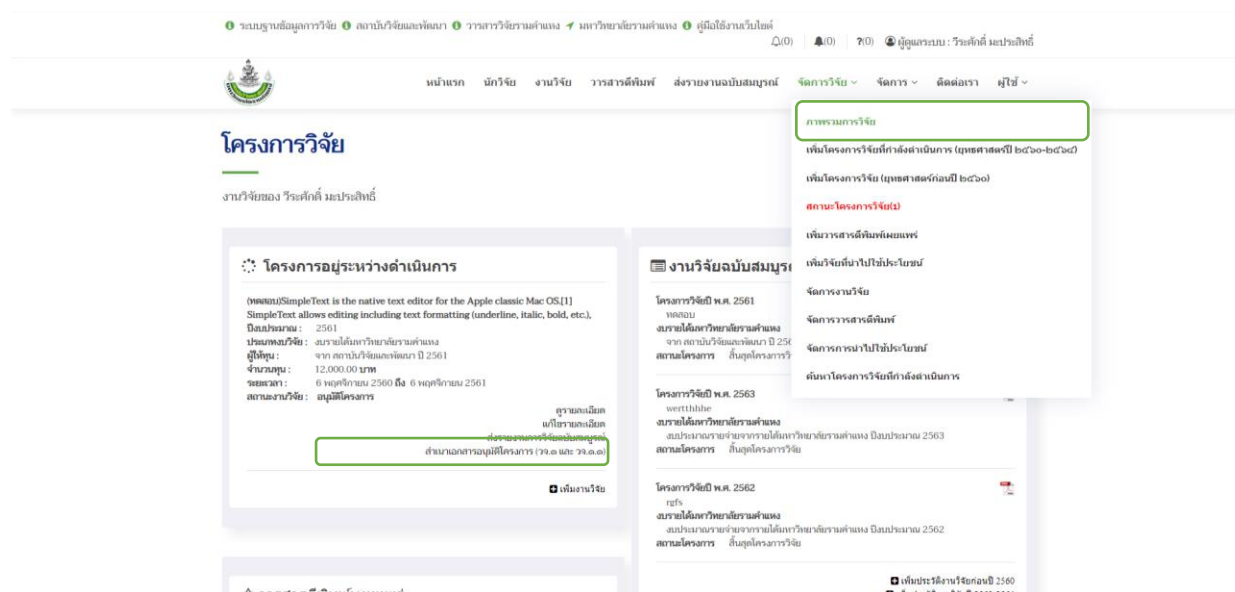 ระบบฐานข้อมูลการวิจัย สถาบันวิจัยและพัฒนา วารสารวิจัยรามคำแหง มหาวิทยาลัยรามคำแหง คู่มือใช้งานเว็บไซต์
(0) (0) ?(0) ผู้ดูแลระบบ : วีระศักดิ์ มะประสิทธิ์
หน้าแรก นักวิจัย งานวิจัย วารสารตีพิมพ์ ส่งรายงานฉบับสมบูรณ์ จัดการวิจัย จัดการ ติดต่อเรา ผู้ใช้
ภาพรวมการวิจัย
เพิ่มโครงการวิจัยที่กำลังดำเนินการ (ยุทธศาสตร์ปี ๒๕๖๐-๒๕๖๔)
เพิ่มโครงการวิจัย (ยุทธศาสตร์ก่อนปี ๒๕๖๐)
สถานะโครงการวิจัย(1)
เพิ่มวารสารตีพิมพ์เผยแพร่
เพิ่มวิจัยที่นำไปใช้ประโยชน์
จัดการงานวิจัย
จัดการวารสารตีพิมพ์
จัดการการนำไปใช้ประโยชน์
ค้นหาโครงการวิจัยที่กำลังดำเนินการ
โครงการวิจัย
งานวิจัยของ วีระศักดิ์ มะประสิทธิ์
โครงการอยู่ระหว่างดำเนินการ
(ทดสอบ)SimpleText is the native text editor for the Apple classic Mac OS.[1]
SimpleText allows editing including text formatting (underline, italic, bold, etc.),
ปีงบประมาณ : 2561
ประเภทงบวิจัย : งบรายได้มหาวิทยาลัยรามคำแหง
ผู้ให้ทุน : จาก สถาบันวิจัยและพัฒนา ปี 2561
จำนวนทุน : 12,000.00 บาท
ระยะเวลา : 6 พฤศจิกายน 2560 ถึง 6 พฤศจิกายน 2561
สถานะงานวิจัย : อนุมัติโครงการ
ดูรายละเอียด
แก้ไขรายละเอียด
ส่งรายงานการวิจัยฉบับสมบูรณ์
สำเนาเอกสารอนุมัติโครงการ (วจ.๑ และ วจ.๑.๑)
เพิ่มงานวิจัย
งานวิจัยฉบับสมบูรณ์
โครงการวิจัยปี พ.ศ. 2561
ทดสอบ
งบรายได้มหาวิทยาลัยรามคำแหง
จาก สถาบันวิจัยและพัฒนา ปี 256
สถานะโครงการ สิ้นสุดโครงการวิ
โครงการวิจัยปี พ.ศ. 2563
wertthhhe
งบรายได้มหาวิทยาลัยรามคำแหง
งบประมาณรายจ่ายจากรายได้มหาวิทยาลัยรามคำแหง ปีงบประมาณ 2563
สถานะโครงการ สิ้นสุดโครงการวิจัย
โครงการวิจัยปี พ.ศ. 2562
rgfs
งบรายได้มหาวิทยาลัยรามคำแหง
งบประมาณรายจ่ายจากรายได้มหาวิทยาลัยรามคำแหง ปีงบประมาณ 2562
สถานะโครงการ สิ้นสุดโครงการวิจัย
เพิ่มประวัติงานวิจัยก่อนปี 2560